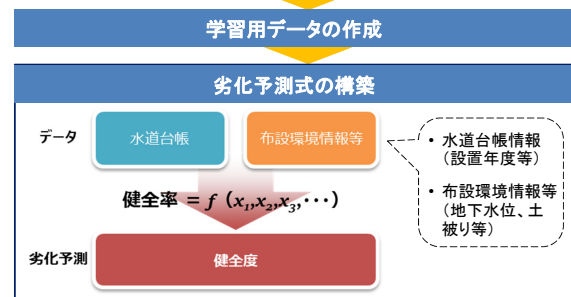 学習用データの作成
劣化予測式の構築
データ
水道台帳
布設環境情報等
健全率 = f (x1,x2,x3,・・・)
劣化予測
健全度
・ 水道台帳情報
（設置年度等）
・ 布設環境情報等
（地下水位、土
被り等）